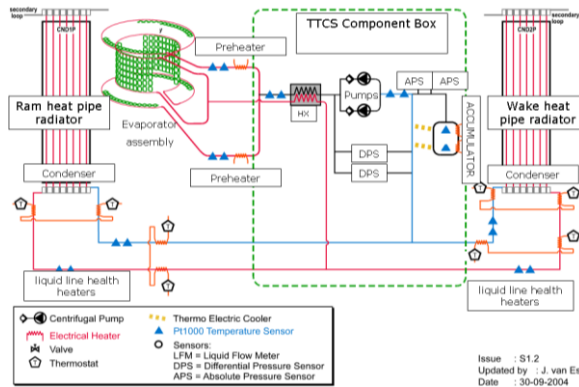 secondary
loop
CND1P
Ram heat pipe
radiator
Condenser
Evaporator
assembly
Preheater
Preheater
TTCS Component Box
HX
Pumps
APS
APS
DPS
DPS
ACCUMULATOR
secondary
loop
CND2P
Wake heat
pipe radiator
Condenser
T
T
T
T
T
T
T
liquid line health
heaters
liquid line health
heaters
Centrifugal Pump
Electrical Heater
Valve
T
Thermostat
Thermo Electric Cooler
Pt1000 Temperature Sensor
Sensors:
LFM = Liquid Flow Meter
DPS = Differential Pressure Sensor
APS = Absolute Pressure Sensor
Issue : S1.2
Updated by : J. van Es
Date : 30-09-2004